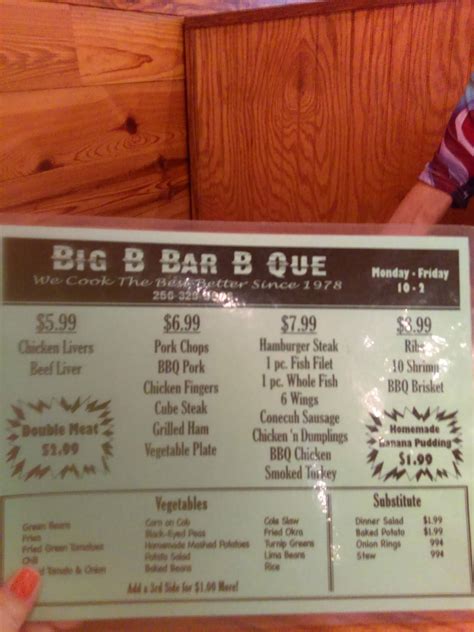 BIG B BAR B QUE
We Cook The Best Better Since 1978
256-329-
Monday - Friday
10 - 2
$5.99
Chicken Livers
Beef Liver
Double Meat
$2.99
$6.99
Pork Chops
BBQ Pork
Chicken Fingers
Cube Steak
Grilled Ham
Vegetable Plate
$7.99
Hamburger Steak
1 pc. Fish Filet
1 pc. Whole Fish
6 Wings
Conecuh Sausage
Chicken 'n Dumplings
BBQ Chicken
Smoked Turkey
.99
Ribs
10 Shrimp
BBQ Brisket
Homemade
Banana Pudding
$1.99
Vegetables
Green Beans
Fries
Fried Green Tomatoes
Chili
Tomato & Onion
Corn on Cob
Black-Eyed Peas
Homemade Mashed Potatoes
Potato Salad
Baked Beans
Cole Slaw
Fried Okra
Turnip Greens
Lima Beans
Rice
Add a 3rd Side for $1.00 More!
Substitute
Dinner Salad $1.99
Baked Potato $1.99
Onion Rings 99¢
Stew 99¢